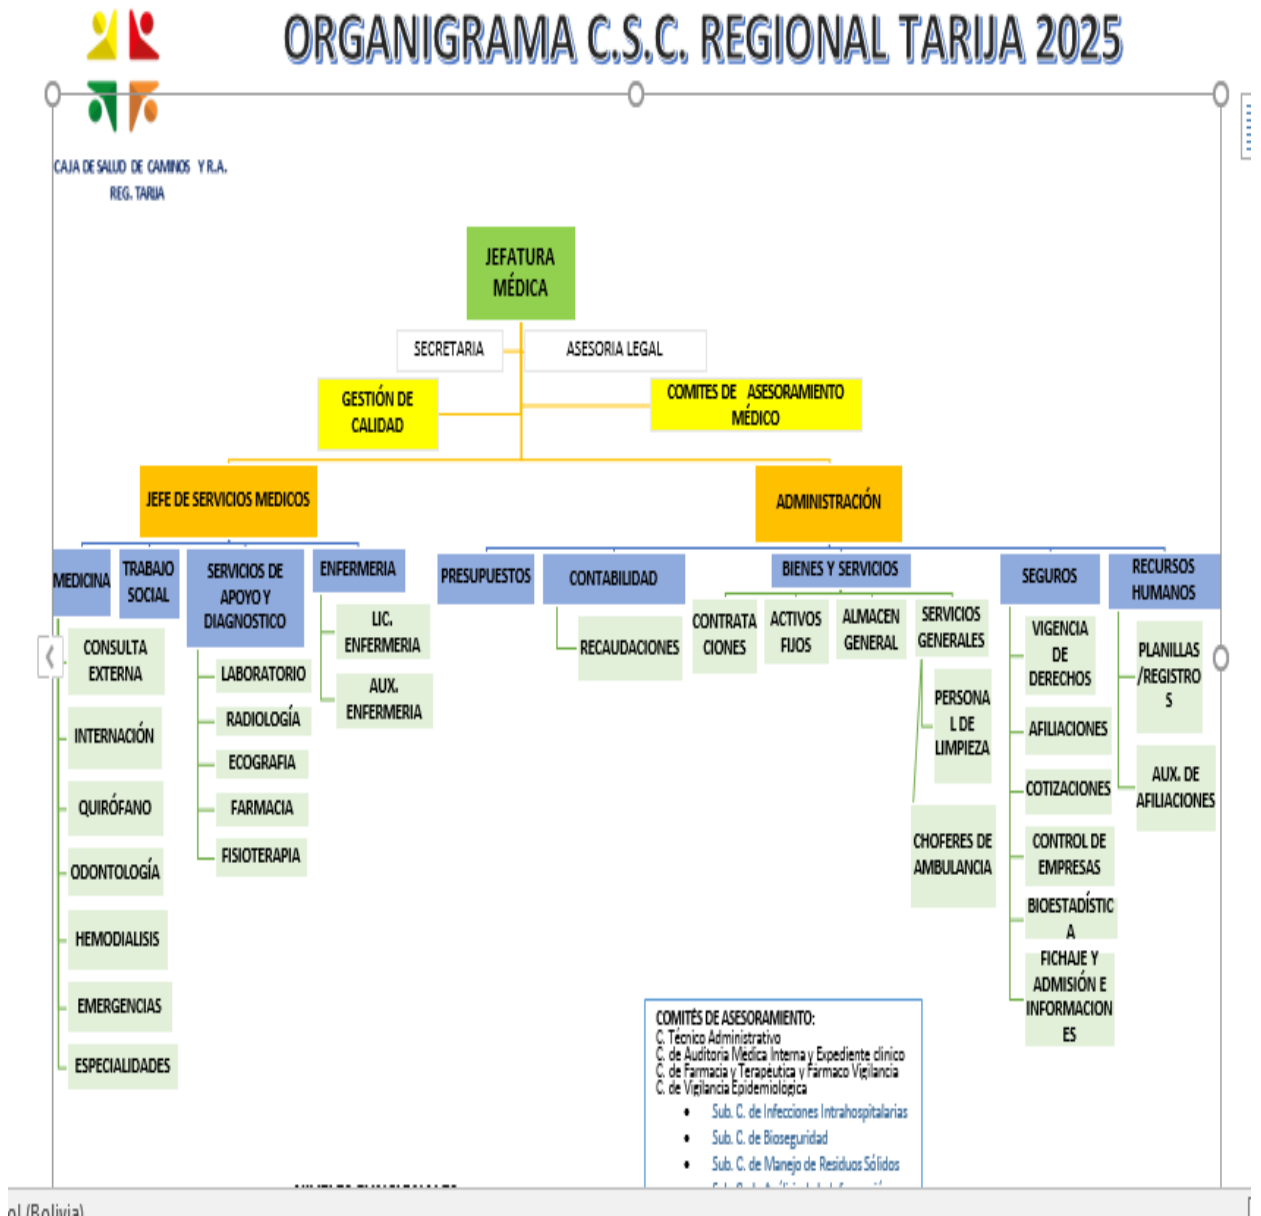 ORGANIGRAMA C.S.C. REGIONAL TARIJA 2025
CAJA DE SALUD DE CAMINOS Y R.A.
REG. TARIJA
JEFATURA
MÉDICA
SECRETARIA
ASESORIA LEGAL
GESTIÓN DE
CALIDAD
COMITES DE ASESORAMIENTO
MÉDICO
JEFE DE SERVICIOS MEDICOS
ADMINISTRACIÓN
MEDICINA
TRABAJO
SOCIAL
SERVICIOS DE
APOYO Y
DIAGNOSTICO
ENFERMERIA
PRESUPUESTOS
CONTABILIDAD
BIENES Y SERVICIOS
SEGUROS
RECURSOS
HUMANOS
CONSULTA
EXTERNA
INTERNACIÓN
QUIRÓFANO
ODONTOLOGÍA
HEMODIALISIS
EMERGENCIAS
ESPECIALIDADES
LABORATORIO
RADIOLOGÍA
ECOGRAFIA
FARMACIA
FISIOTERAPIA
LIC.
ENFERMERIA
AUX.
ENFERMERIA
RECAUDACIONES
CONTRATA
CIONES
ACTIVOS
FIJOS
ALMACEN
GENERAL
SERVICIOS
GENERALES
PERSONA
L DE
LIMPIEZA
CHOFERES DE
AMBULANCIA
VIGENCIA
DE
DERECHOS
AFILIACIONES
COTIZACIONES
CONTROL DE
EMPRESAS
BIOESTADÍSTIC
A
FICHAJE Y
ADMISIÓN E
INFORMACION
ES
PLANILLAS
/REGISTRO
S
AUX. DE
AFILIACIONES
COMITÉS DE ASESORAMIENTO:
C. Técnico Administrativo
C. de Auditoria Médica Interna y Expediente clínico
C. de Farmacia y Terapéutica y Fármaco Vigilancia
C. de Vigilancia Epidemiológica
• Sub. C. de Infecciones Intrahospitalarias
• Sub. C. de Bioseguridad
• Sub. C. de Manejo de Residuos Sólidos
ol (Bolivia)